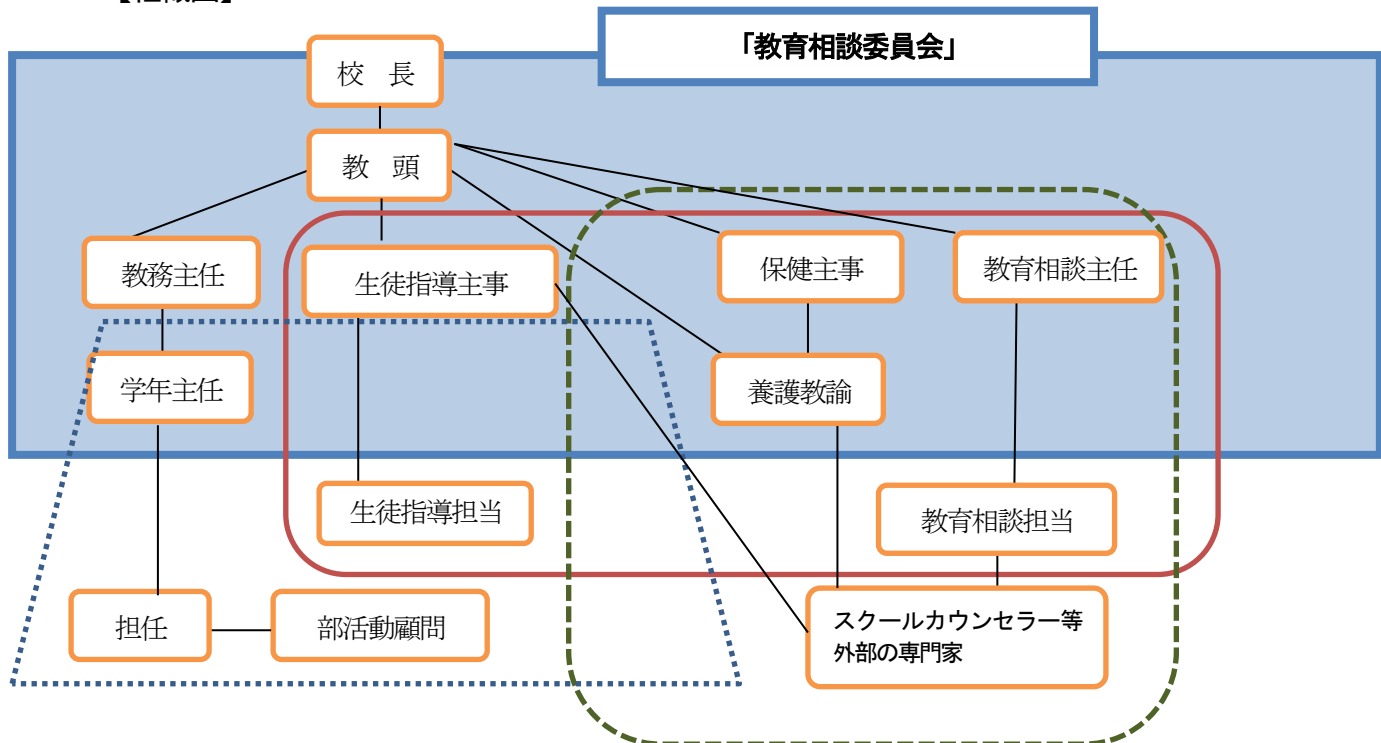 「教育相談委員会」
校　長
教　頭
教務主任
生徒指導主事
保健主事
教育相談主任
学年主任
養護教諭
生徒指導担当
教育相談担当
担任
部活動顧問
スクールカウンセラー等
外部の専門家